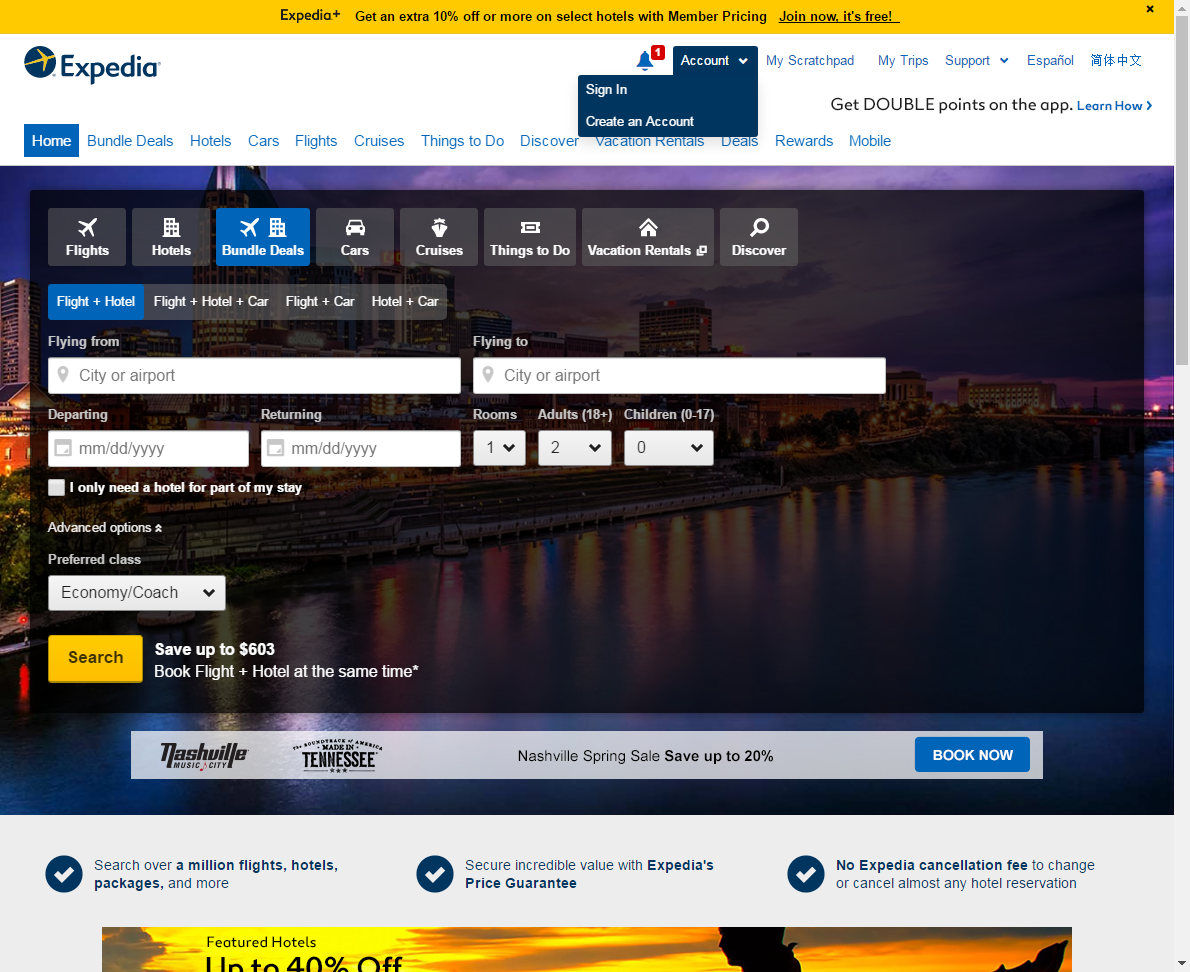 Expedia+ Get an extra 10% off or more on select hotels with Member Pricing Join now, it's free!
Expedia
1
Account
My Scratchpad
My Trips
Support
Español
简体中文
Sign In
Create an Account
Get DOUBLE points on the app. Learn How
Home
Bundle Deals
Hotels
Cars
Flights
Cruises
Things to Do
Discover
Vacation Rentals
Deals
Rewards
Mobile
Flights
Hotels
Bundle Deals
Cars
Cruises
Things to Do
Vacation Rentals
Discover
Flight + Hotel
Flight + Hotel + Car
Flight + Car
Hotel + Car
Flying from
Flying to
City or airport
City or airport
Departing
Returning
Rooms
Adults (18+)
Children (0-17)
mm/dd/yyyy
mm/dd/yyyy
1
2
0
I only need a hotel for part of my stay
Advanced options
Preferred class
Economy/Coach
Search
Save up to $603
Book Flight + Hotel at the same time*
Nashville
MUSIC CITY
THE SOUNDTRACK OF AMERICA
MADE IN
TENNESSEE
Nashville Spring Sale Save up to 20%
BOOK NOW
Search over a million flights, hotels,
packages, and more
Secure incredible value with Expedia's
Price Guarantee
No Expedia cancellation fee to change
or cancel almost any hotel reservation
Featured Hotels
Up to 40% Off